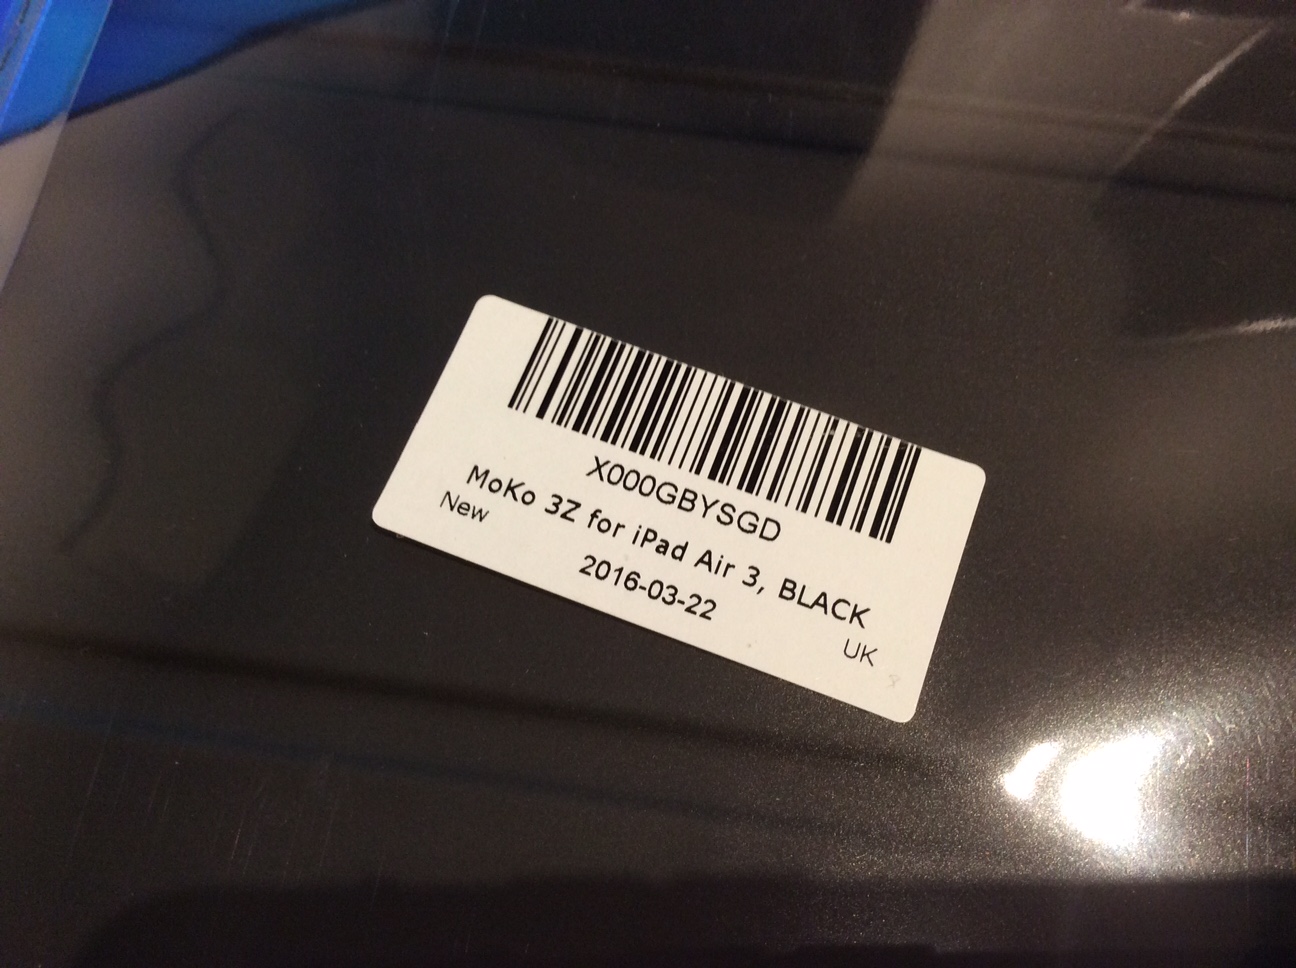 X000GBYSGD
MoKo 3Z for iPad Air 3, BLACK
New
2016-03-22
UK